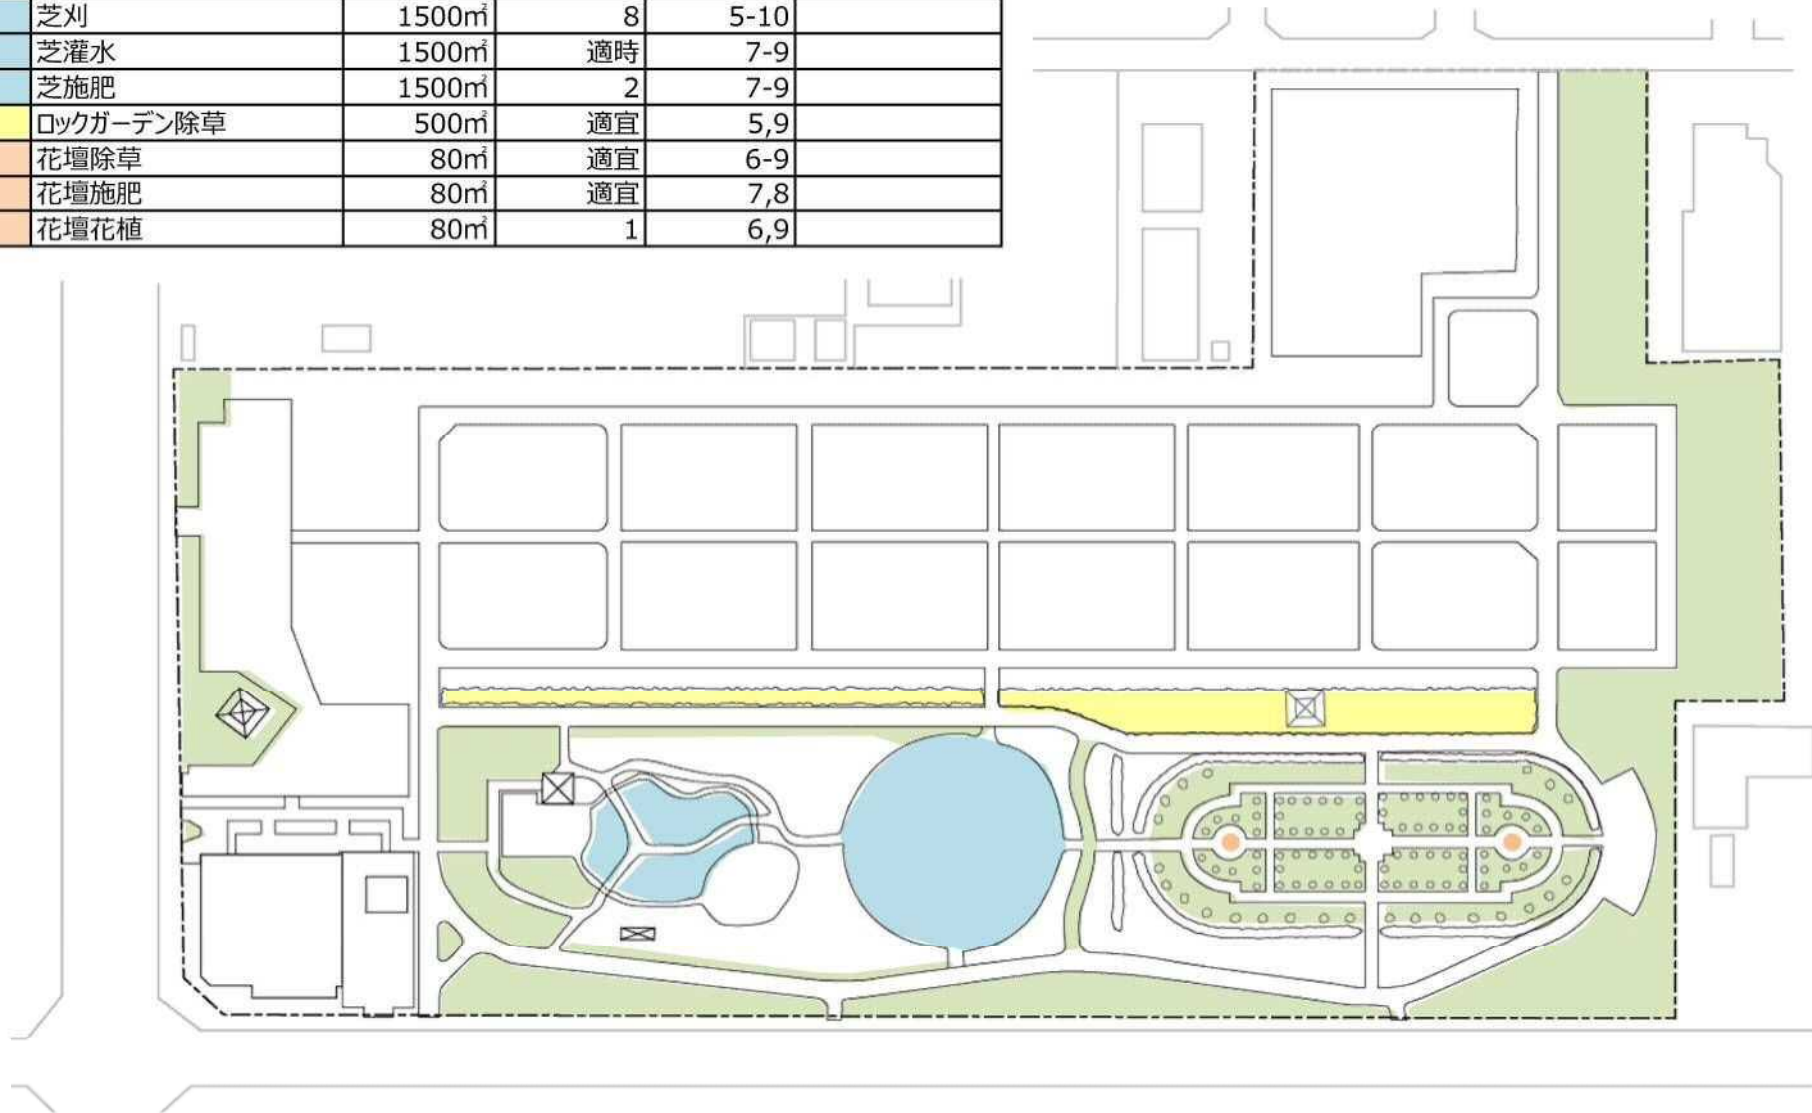 芝刈 1500㎡ 8 5-10
芝灌水 1500㎡ 適時 7-9
芝施肥 1500㎡ 2 7-9
ロックガーデン除草 500㎡ 適宜 5,9
花壇除草 80㎡ 適宜 6-9
花壇施肥 80㎡ 適宜 7,8
花壇花植 80㎡ 1 6,9